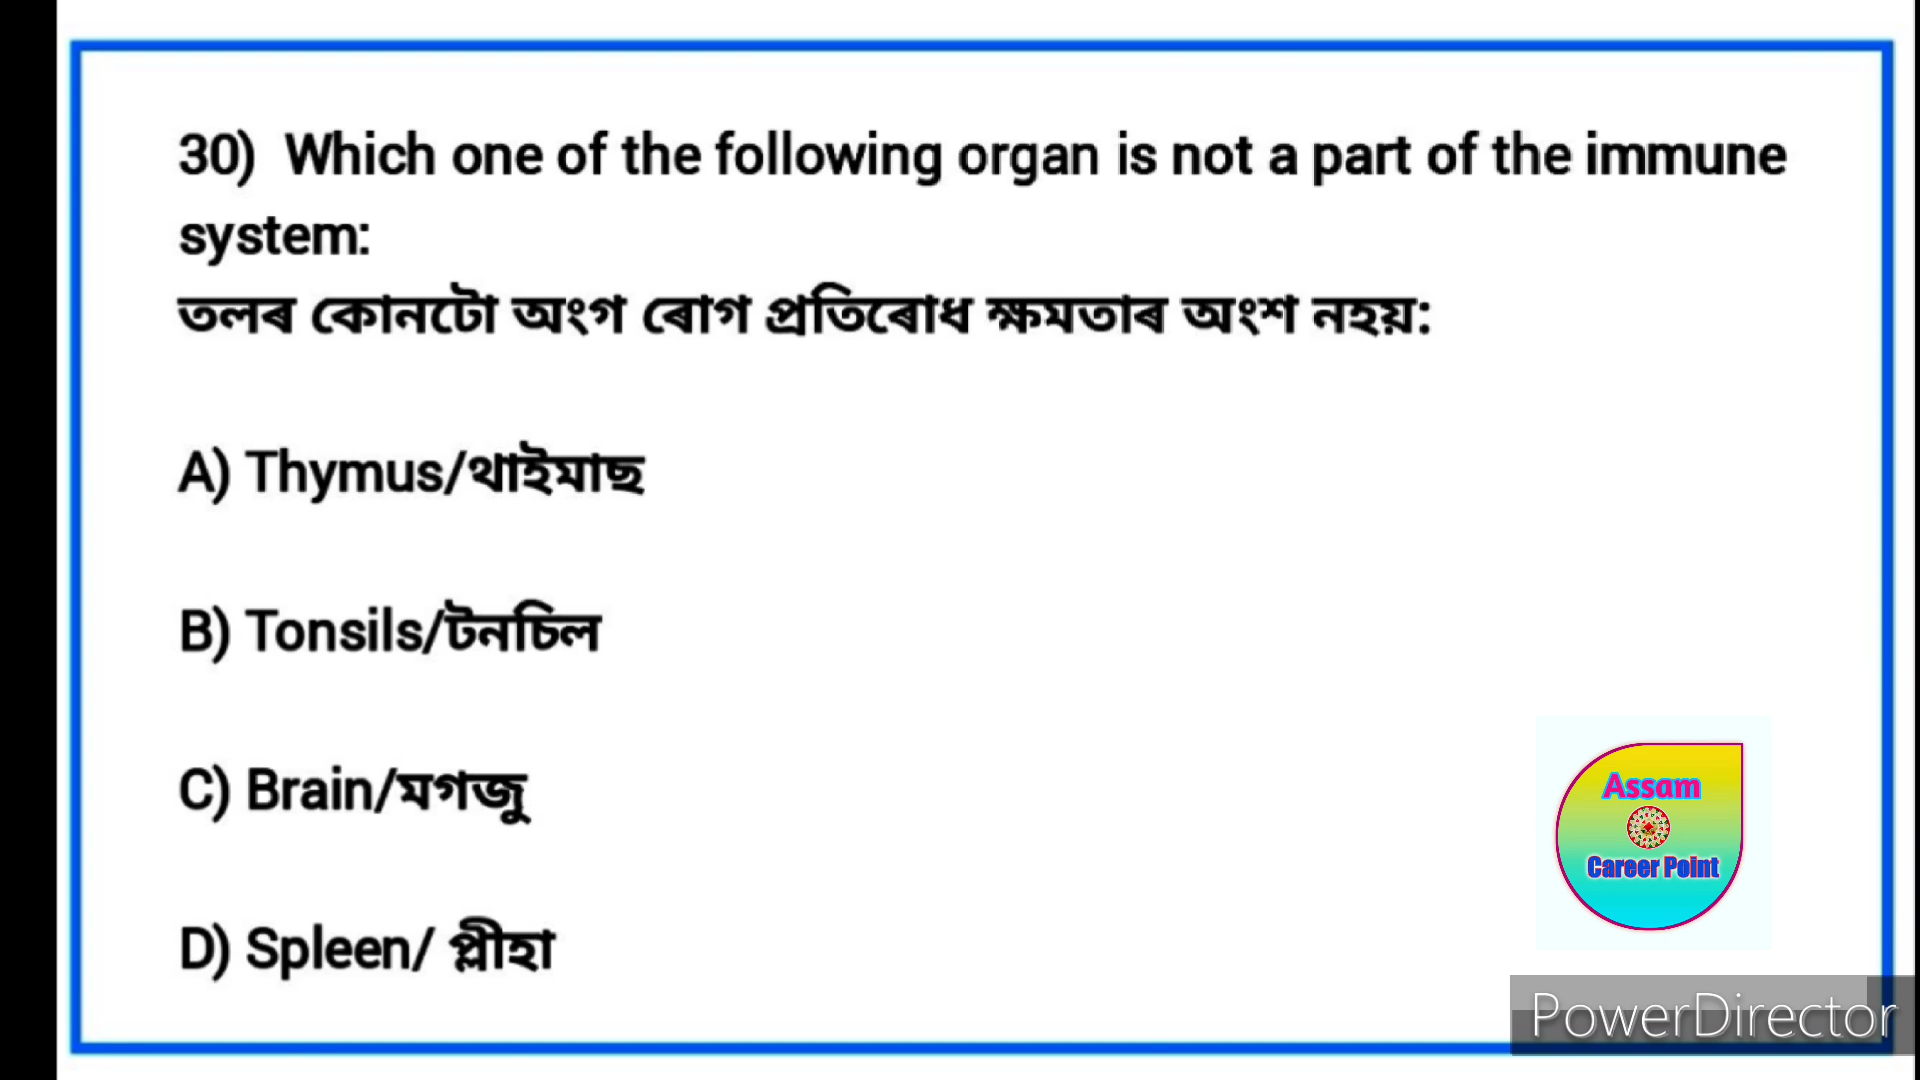 30) Which one of the following organ is not a part of the immune
system:
তলৰ কোনটো অংগ ৰোগ প্ৰতিৰোধ ক্ষমতাৰ অংশ নহয়:
A) Thymus/থাইমাছ
B) Tonsils/টনচিল
C) Brain/মগজু
D) Spleen/ প্লীহা
Assam
Career Point
PowerDirector